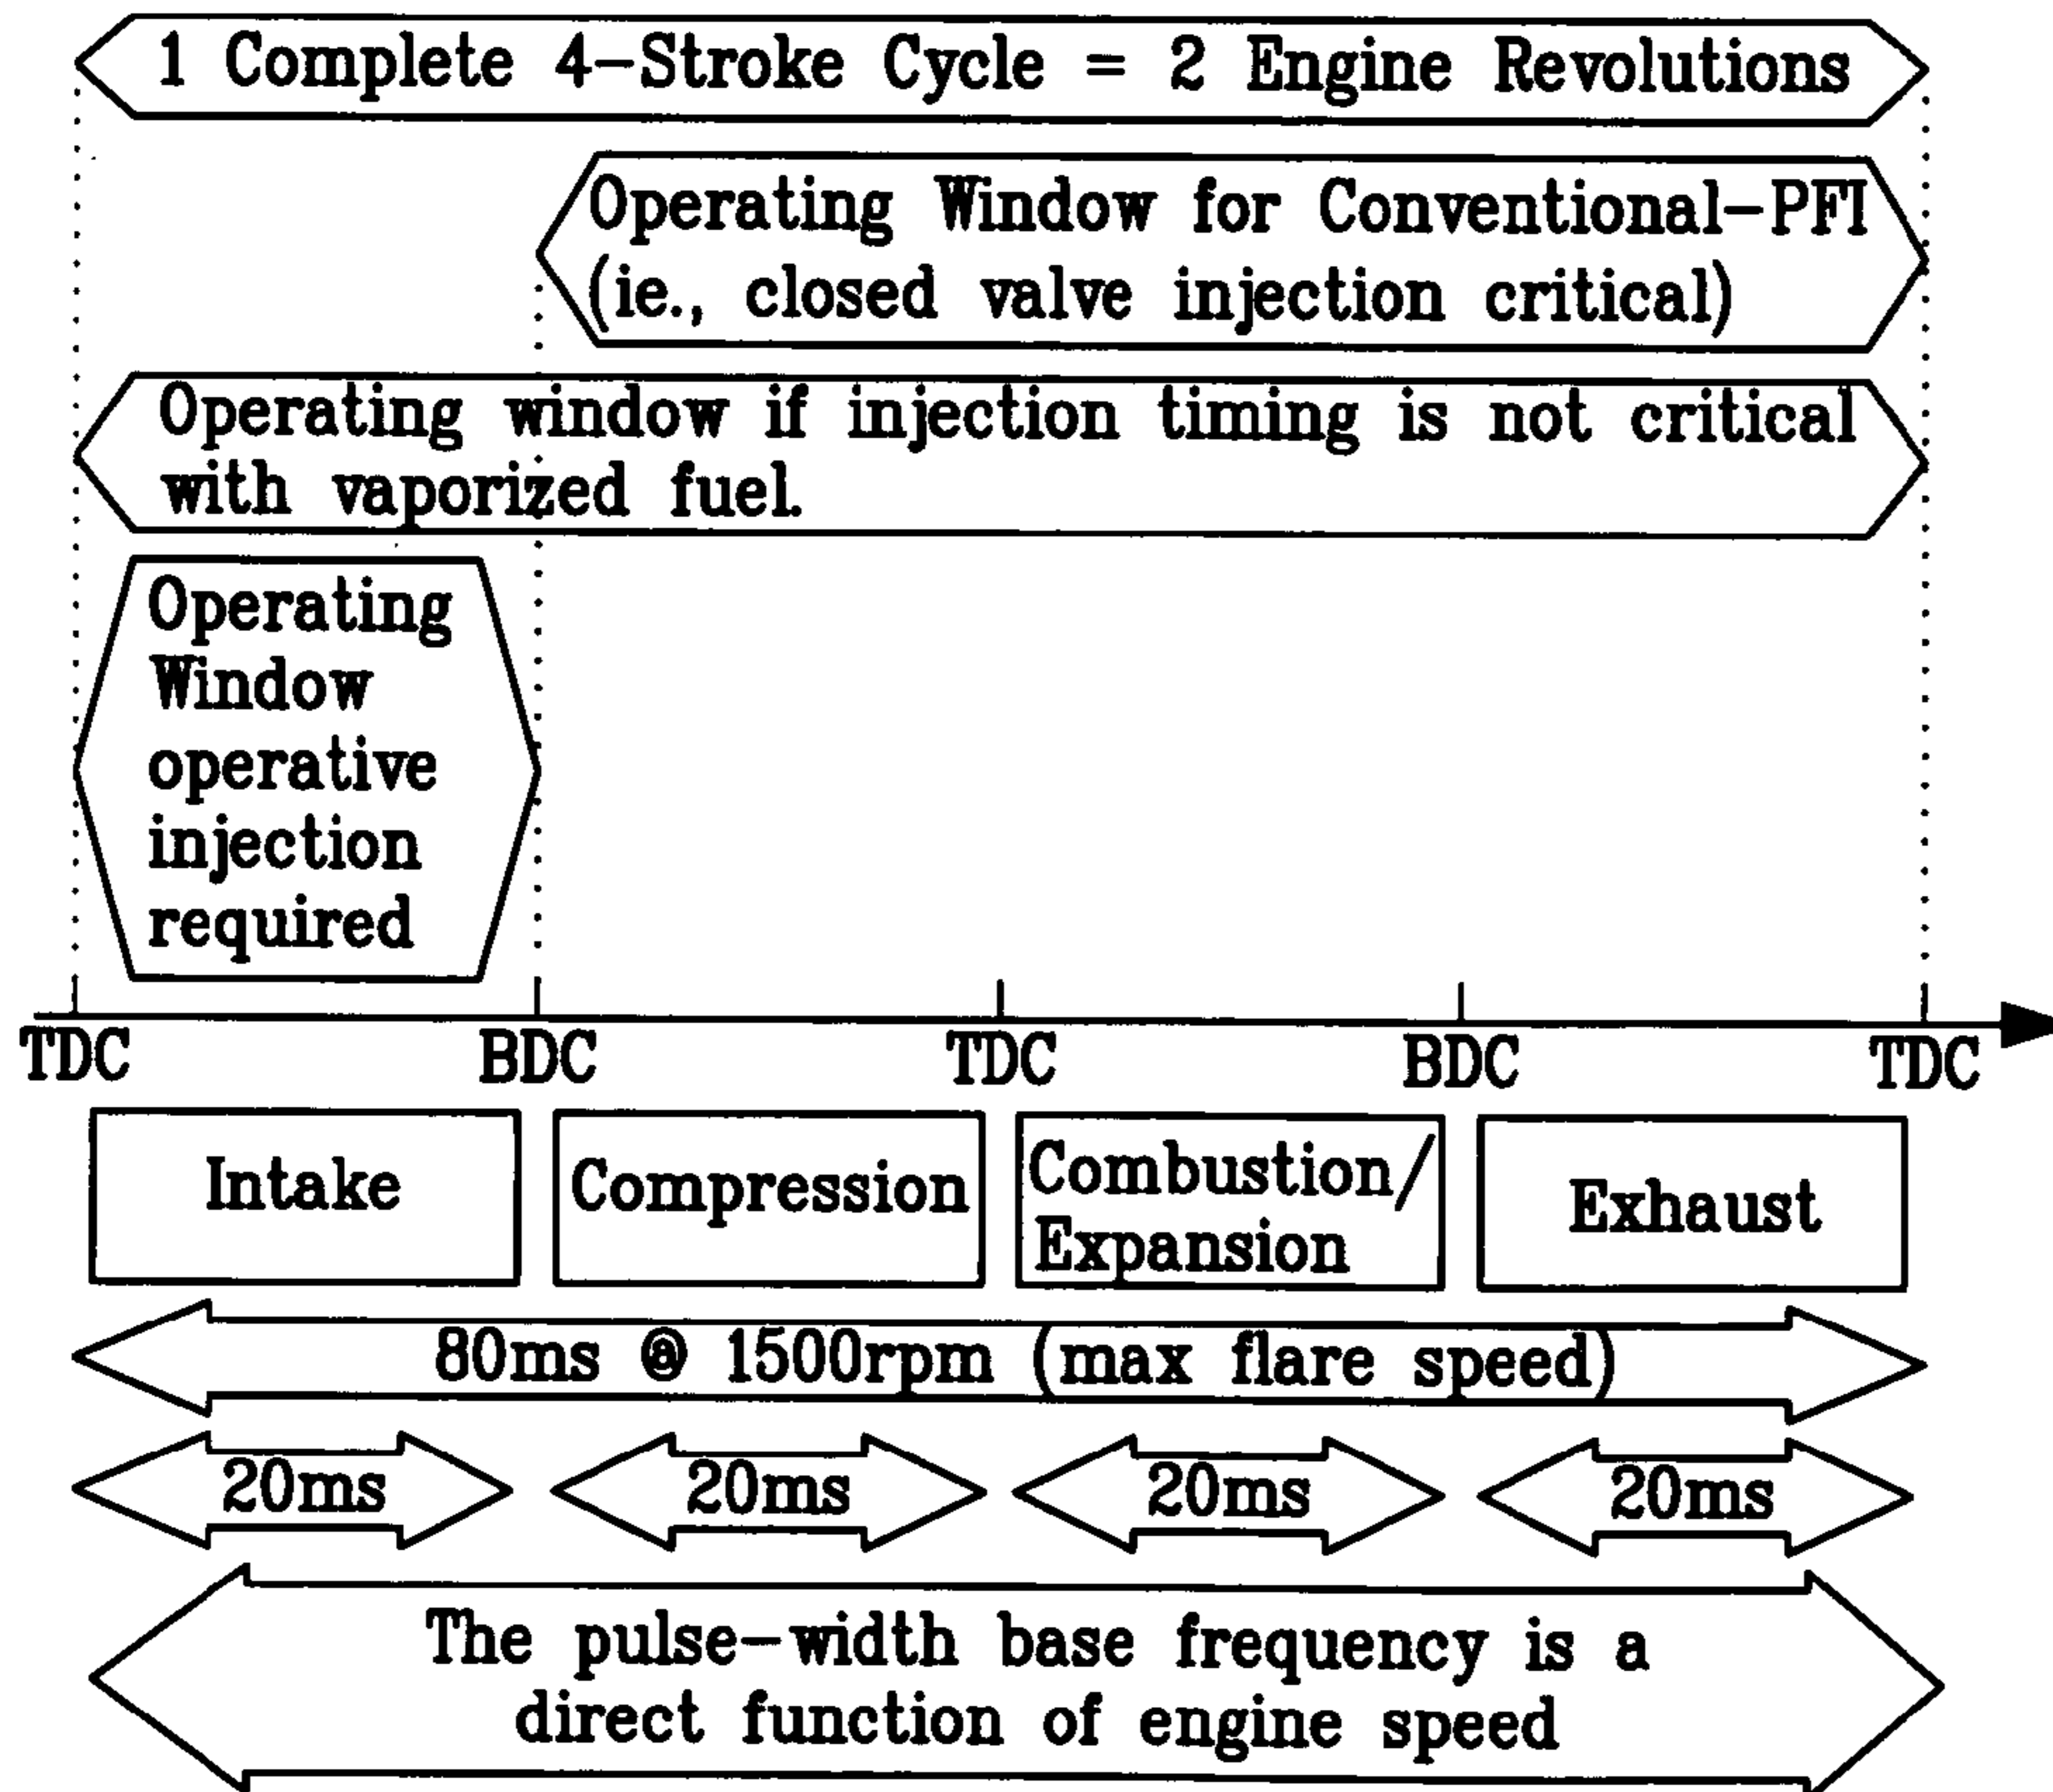 1 Complete 4-Stroke Cycle = 2 Engine Revolutions
Operating Window for Conventional-PFI
(ie., closed valve injection critical)
Operating window if injection timing is not critical
with vaporized fuel.
Operating
Window
operative
injection
required
TDC BDC TDC BDC TDC
Intake Compression Combustion/ Exhaust
Expansion
80ms @ 1500rpm (max flare speed)
20ms 20ms 20ms 20ms
The pulse-width base frequency is a
direct function of engine speed